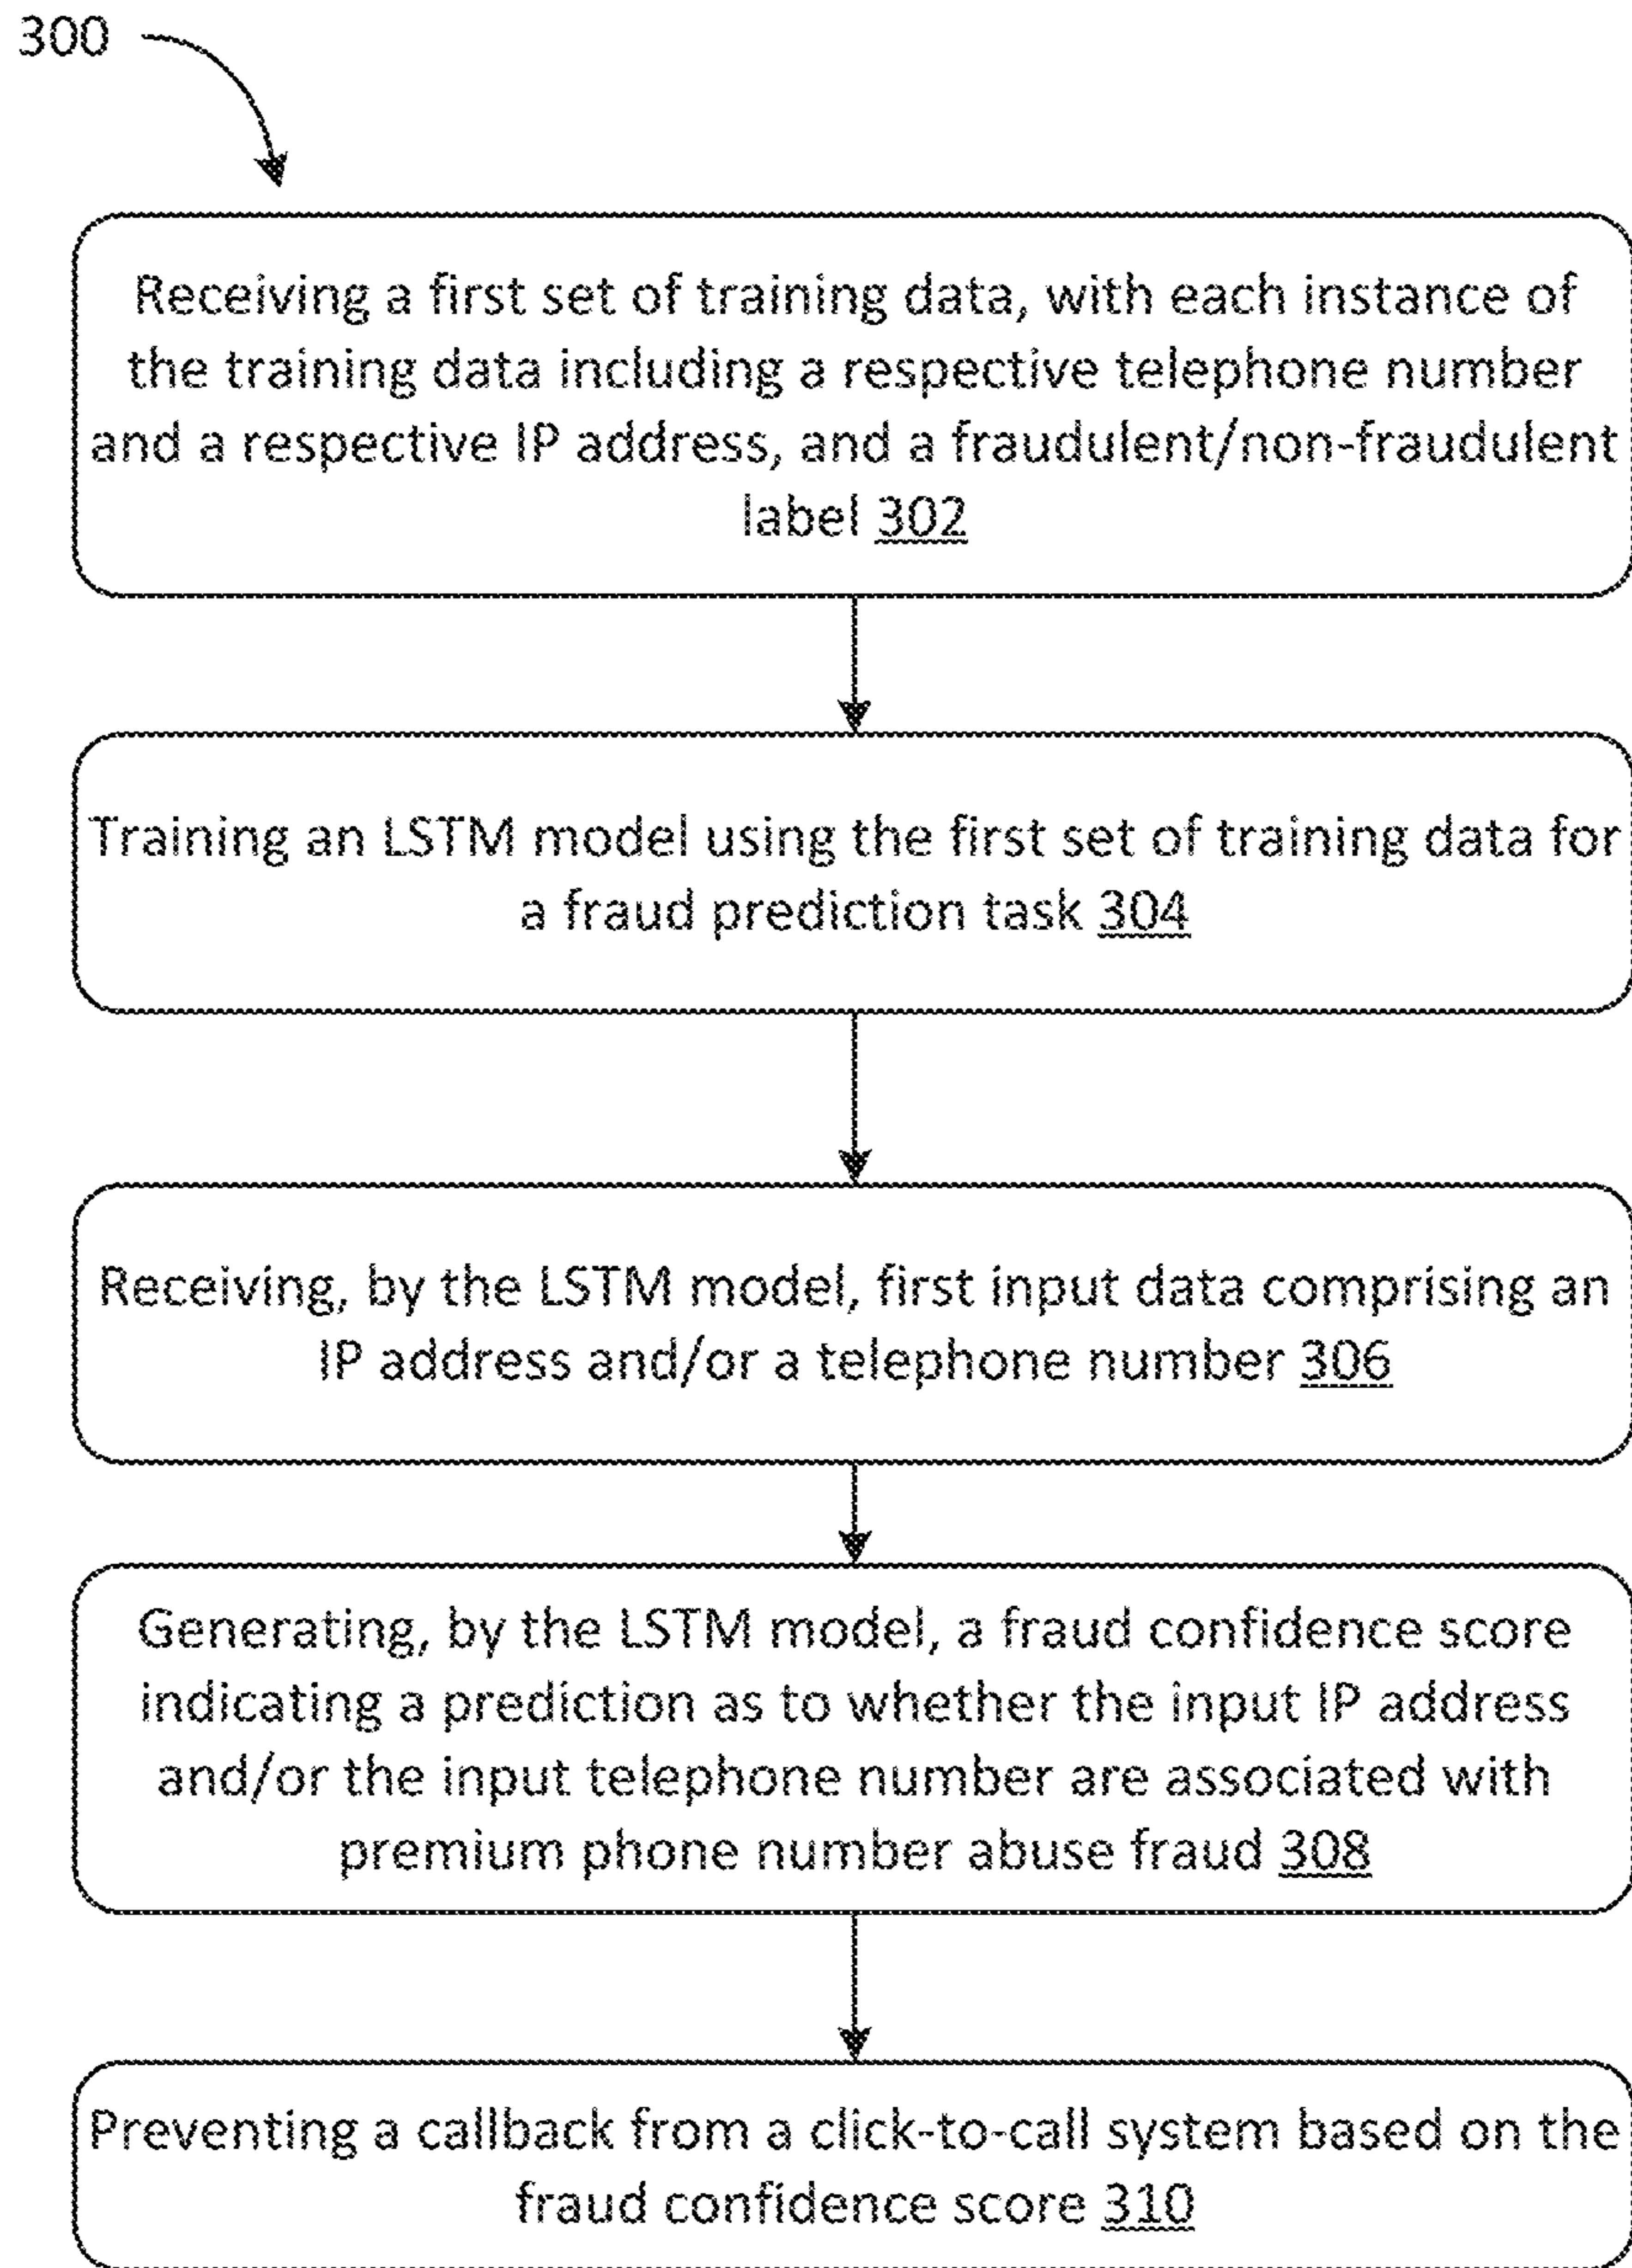 300
Receiving a first set of training data, with each instance of
the training data including a respective telephone number
and a respective IP address, and a fraudulent/non-fraudulent
label 302
Training an LSTM model using the first set of training data for
a fraud prediction task 304
Receiving, by the LSTM model, first input data comprising an
IP address and/or a telephone number 306
Generating, by the LSTM model, a fraud confidence score
indicating a prediction as to whether the input IP address
and/or the input telephone number are associated with
premium phone number abuse fraud 308
Preventing a callback from a click-to-call system based on the
fraud confidence score 310